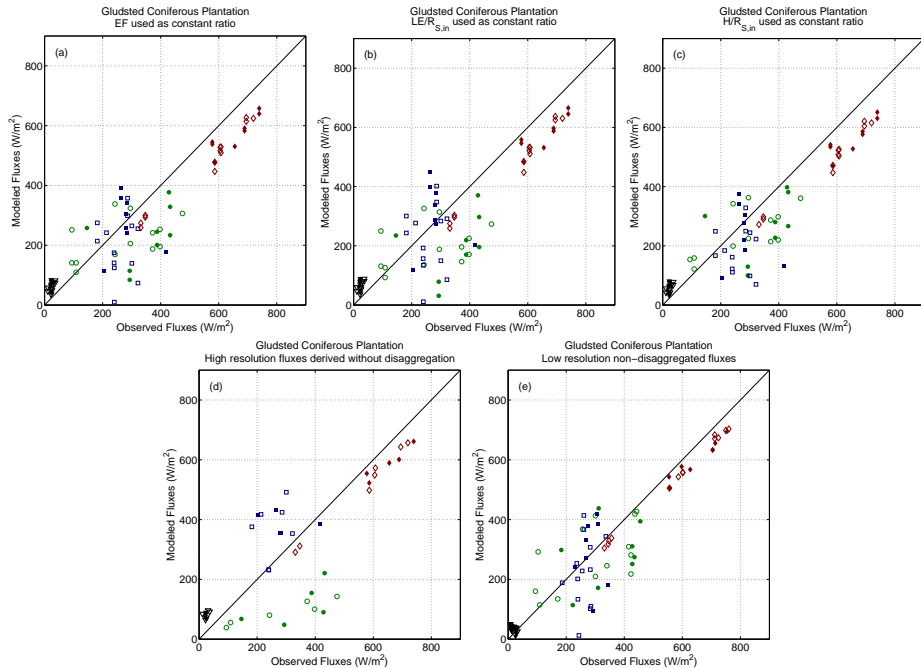 Gludsted Coniferous Plantation
EF used as constant ratio
(a)
Modeled Fluxes (W/m²)
800
600
400
200
0
0 200 400 600 800
Observed Fluxes (W/m²)
Gludsted Coniferous Plantation
LE/R_{S,in} used as constant ratio
(b)
Modeled Fluxes (W/m²)
800
600
400
200
0
0 200 400 600 800
Observed Fluxes (W/m²)
Gludsted Coniferous Plantation
H/R_{S,in} used as constant ratio
(c)
Modeled Fluxes (W/m²)
800
600
400
200
0
0 200 400 600 800
Observed Fluxes (W/m²)
Gludsted Coniferous Plantation
High resolution fluxes derived without disaggregation
(d)
Modeled Fluxes (W/m²)
800
600
400
200
0
0 200 400 600 800
Observed Fluxes (W/m²)
Gludsted Coniferous Plantation
Low resolution non−disaggregated fluxes
(e)
Modeled Fluxes (W/m²)
800
600
400
200
0
0 200 400 600 800
Observed Fluxes (W/m²)